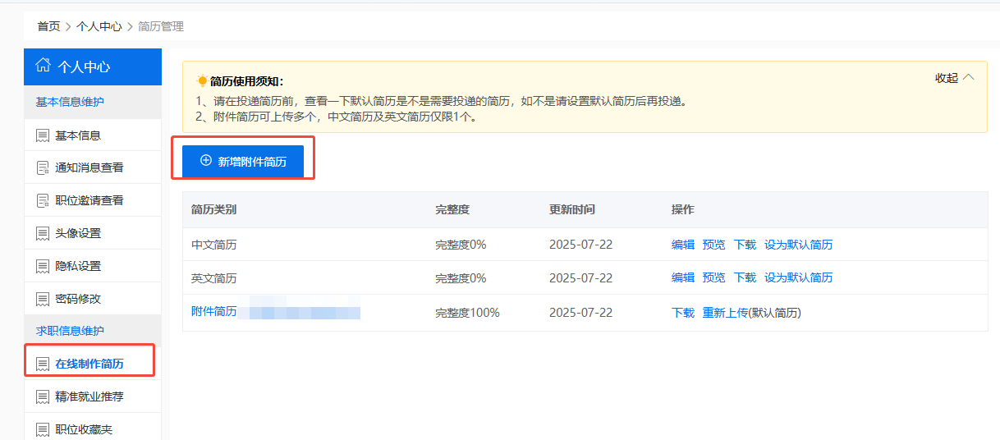 首页 > 个人中心 > 简历管理
个人中心
基本信息维护
基本信息
通知消息查看
职位邀请查看
头像设置
隐私设置
密码修改
求职信息维护
在线制作简历
精准就业推荐
职位收藏夹
简历使用须知：
收起
1、请在投递简历前，查看一下默认简历是不是需要投递的简历，如不是请设置默认简历后再投递。
2、附件简历可上传多个，中文简历及英文简历仅限1个。
新增附件简历
简历类别 完整度 更新时间 操作
中文简历 完整度0% 2025-07-22 编辑 预览 下载 设为默认简历
英文简历 完整度0% 2025-07-22 编辑 预览 下载 设为默认简历
附件简历 完整度100% 2025-07-22 下载 重新上传(默认简历)